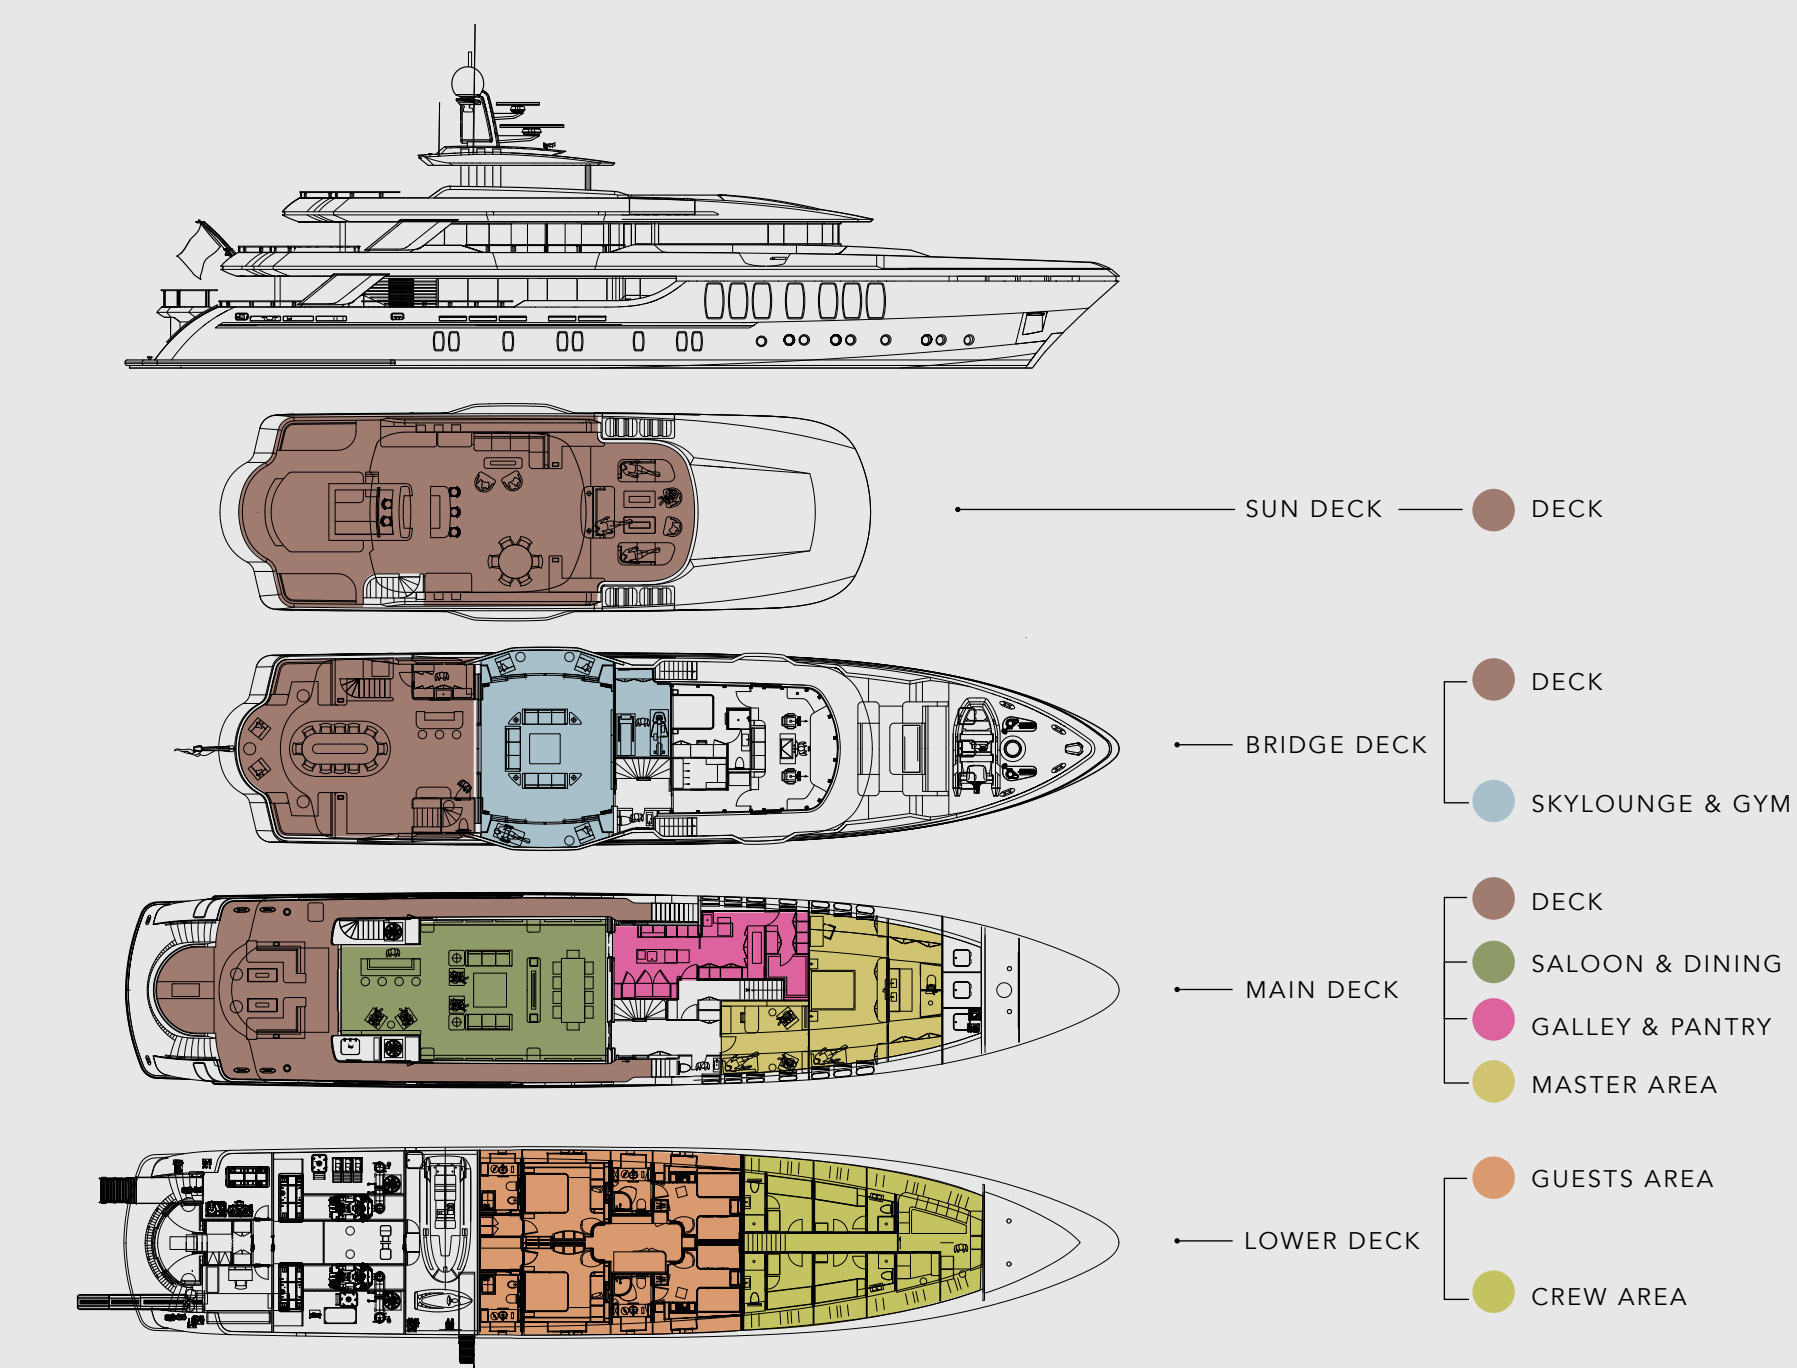 SUN DECK
DECK
BRIDGE DECK
DECK
SKYLOUNGE & GYM
MAIN DECK
DECK
SALOON & DINING
GALLEY & PANTRY
MASTER AREA
LOWER DECK
GUESTS AREA
CREW AREA